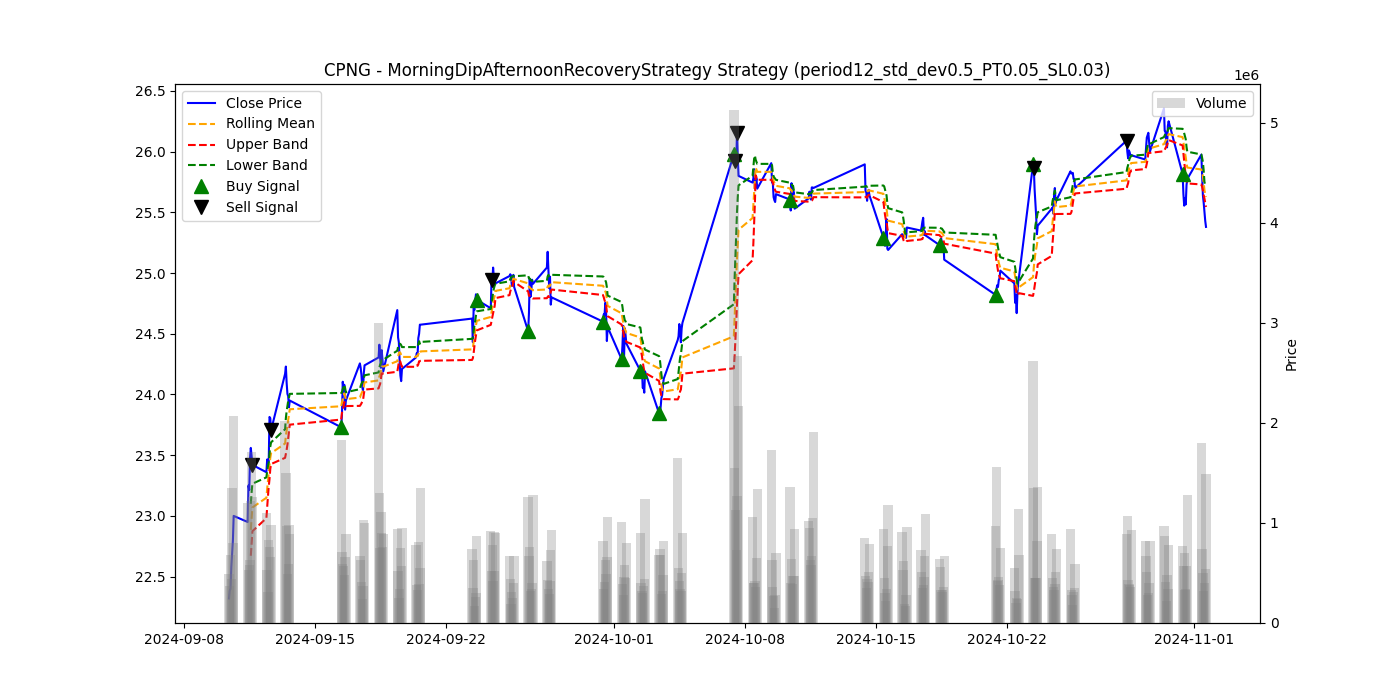 CPNG - MorningDipAfternoonRecoveryStrategy Strategy (period12_std_dev0.5_PT0.05_SL0.03)
1e6
Close Price
Rolling Mean
Upper Band
Lower Band
Buy Signal
Sell Signal
Volume
26.5
26.0
25.5
25.0
24.5
24.0
23.5
23.0
22.5
5
4
3
2
1
0
Price
2024-09-08
2024-09-15
2024-09-22
2024-10-01
2024-10-08
2024-10-15
2024-10-22
2024-11-01